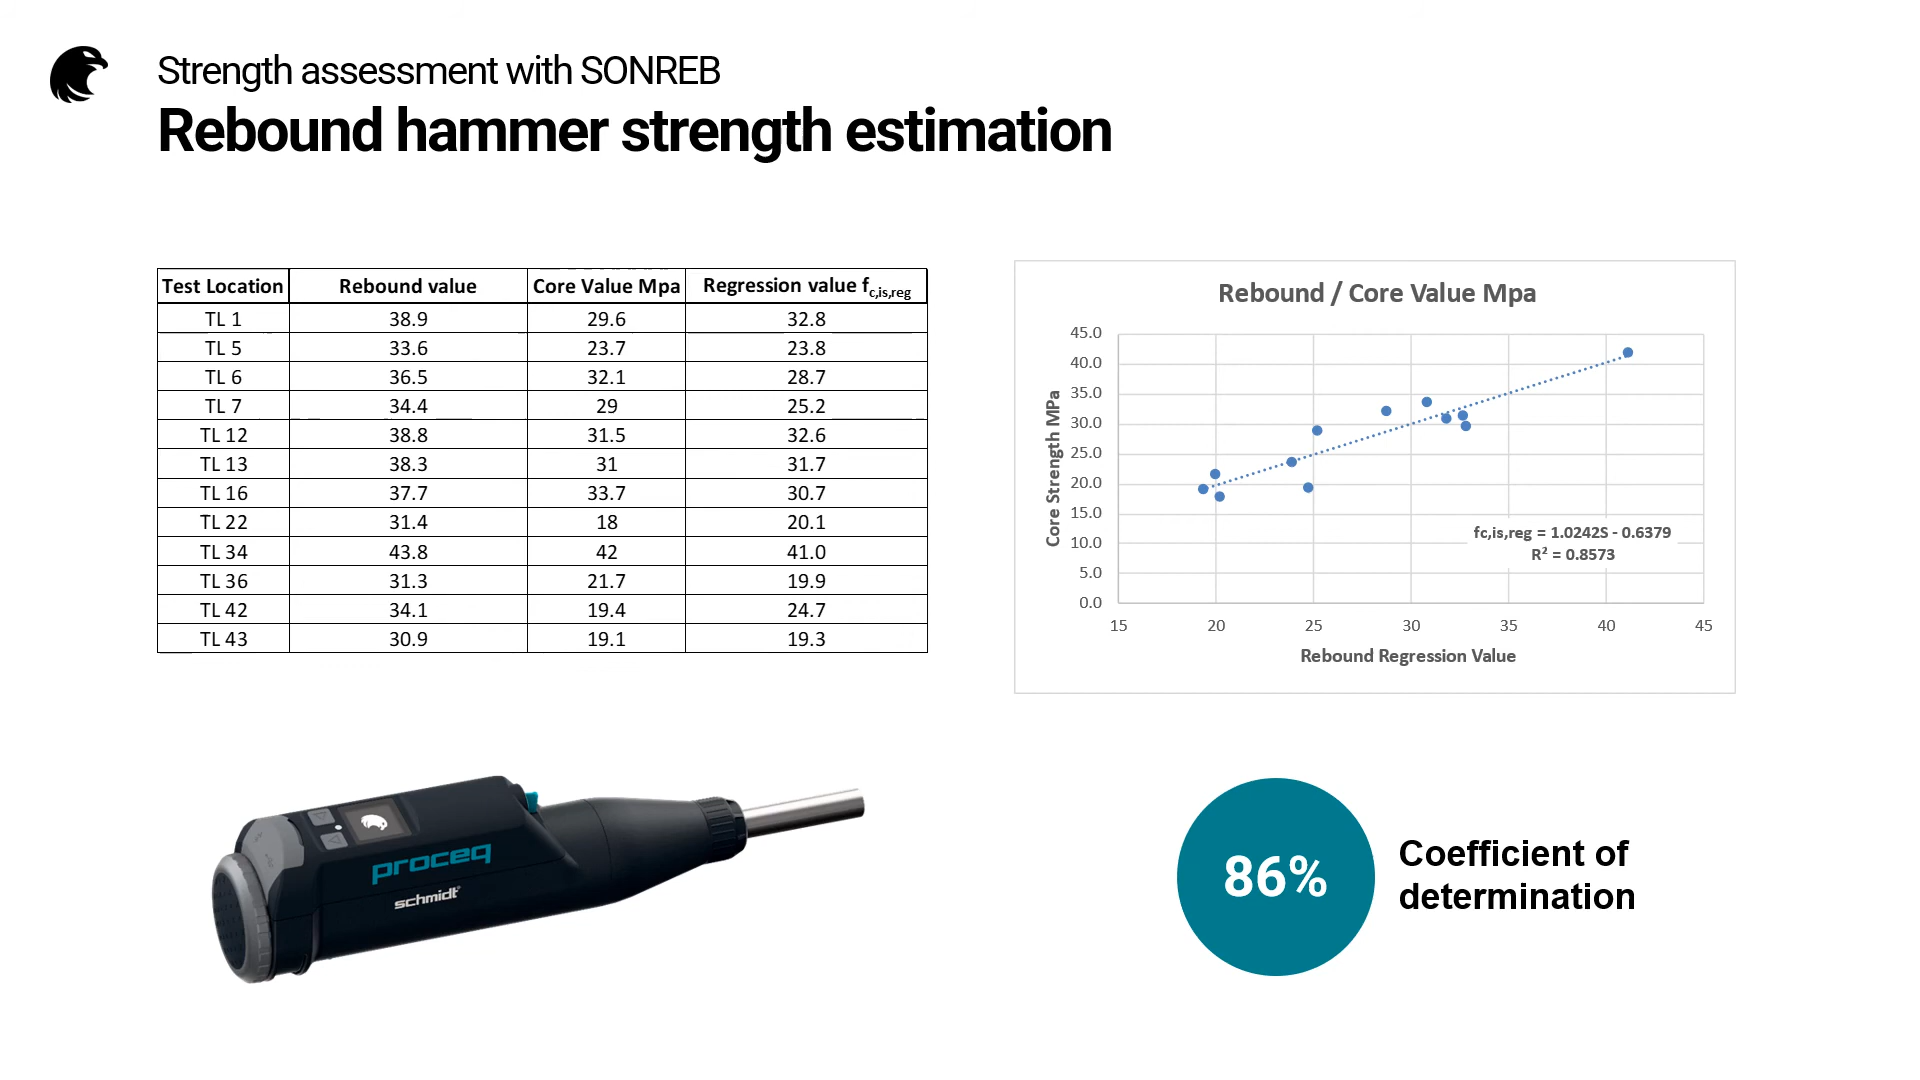 Strength assessment with SONREB
Rebound hammer strength estimation
Test Location Rebound value Core Value Mpa Regression value fc,is,reg
TL 1 38.9 29.6 32.8
TL 5 33.6 23.7 23.8
TL 6 36.5 32.1 28.7
TL 7 34.4 29 25.2
TL 12 38.8 31.5 32.6
TL 13 38.3 31 31.7
TL 16 37.7 33.7 30.7
TL 22 31.4 18 20.1
TL 34 43.8 42 41.0
TL 36 31.3 21.7 19.9
TL 42 34.1 19.4 24.7
TL 43 30.9 19.1 19.3
Rebound / Core Value Mpa
Core Strength MPa
45.0
40.0
35.0
30.0
25.0
20.0
15.0
10.0
5.0
0.0
fc,is,reg = 1.0242S - 0.6379
R² = 0.8573
15 20 25 30 35 40 45
Rebound Regression Value
proceq
schmidt
86%
Coefficient of
determination